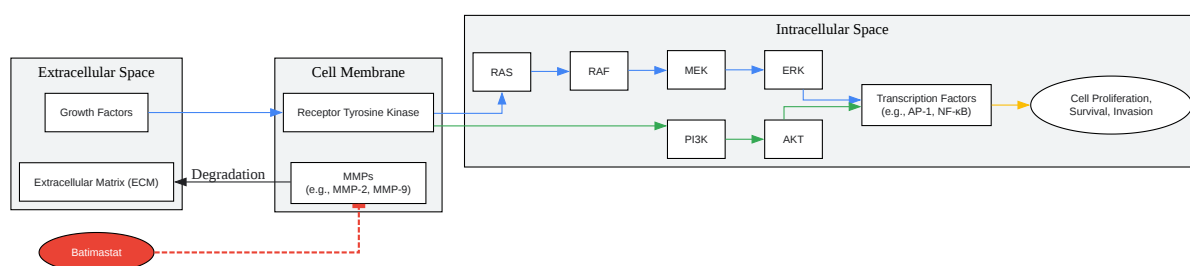 Extracellular Space
Growth Factors
Extracellular Matrix (ECM)
Degradation
Cell Membrane
Receptor Tyrosine Kinase
MMPs
(e.g., MMP-2, MMP-9)
Batimastat
Intracellular Space
RAS
RAF
MEK
ERK
PI3K
AKT
Transcription Factors
(e.g., AP-1, NF-κB)
Cell Proliferation,
Survival, Invasion